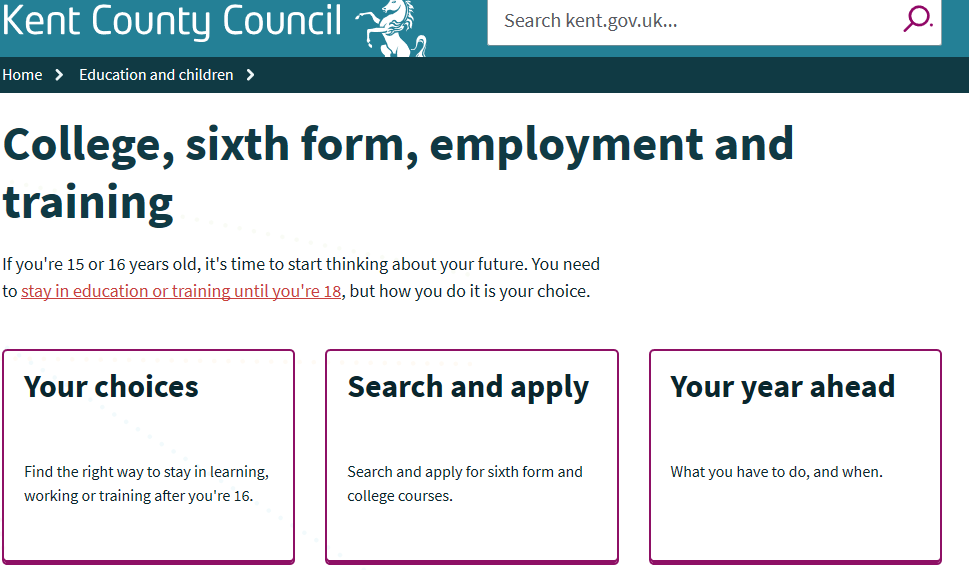 Kent County Council
Search kent.gov.uk...
Home
Education and children
College, sixth form, employment and
training
If you're 15 or 16 years old, it's time to start thinking about your future. You need
to stay in education or training until you're 18, but how you do it is your choice.
Your choices
Find the right way to stay in learning,
working or training after you're 16.
Search and apply
Search and apply for sixth form and
college courses.
Your year ahead
What you have to do, and when.